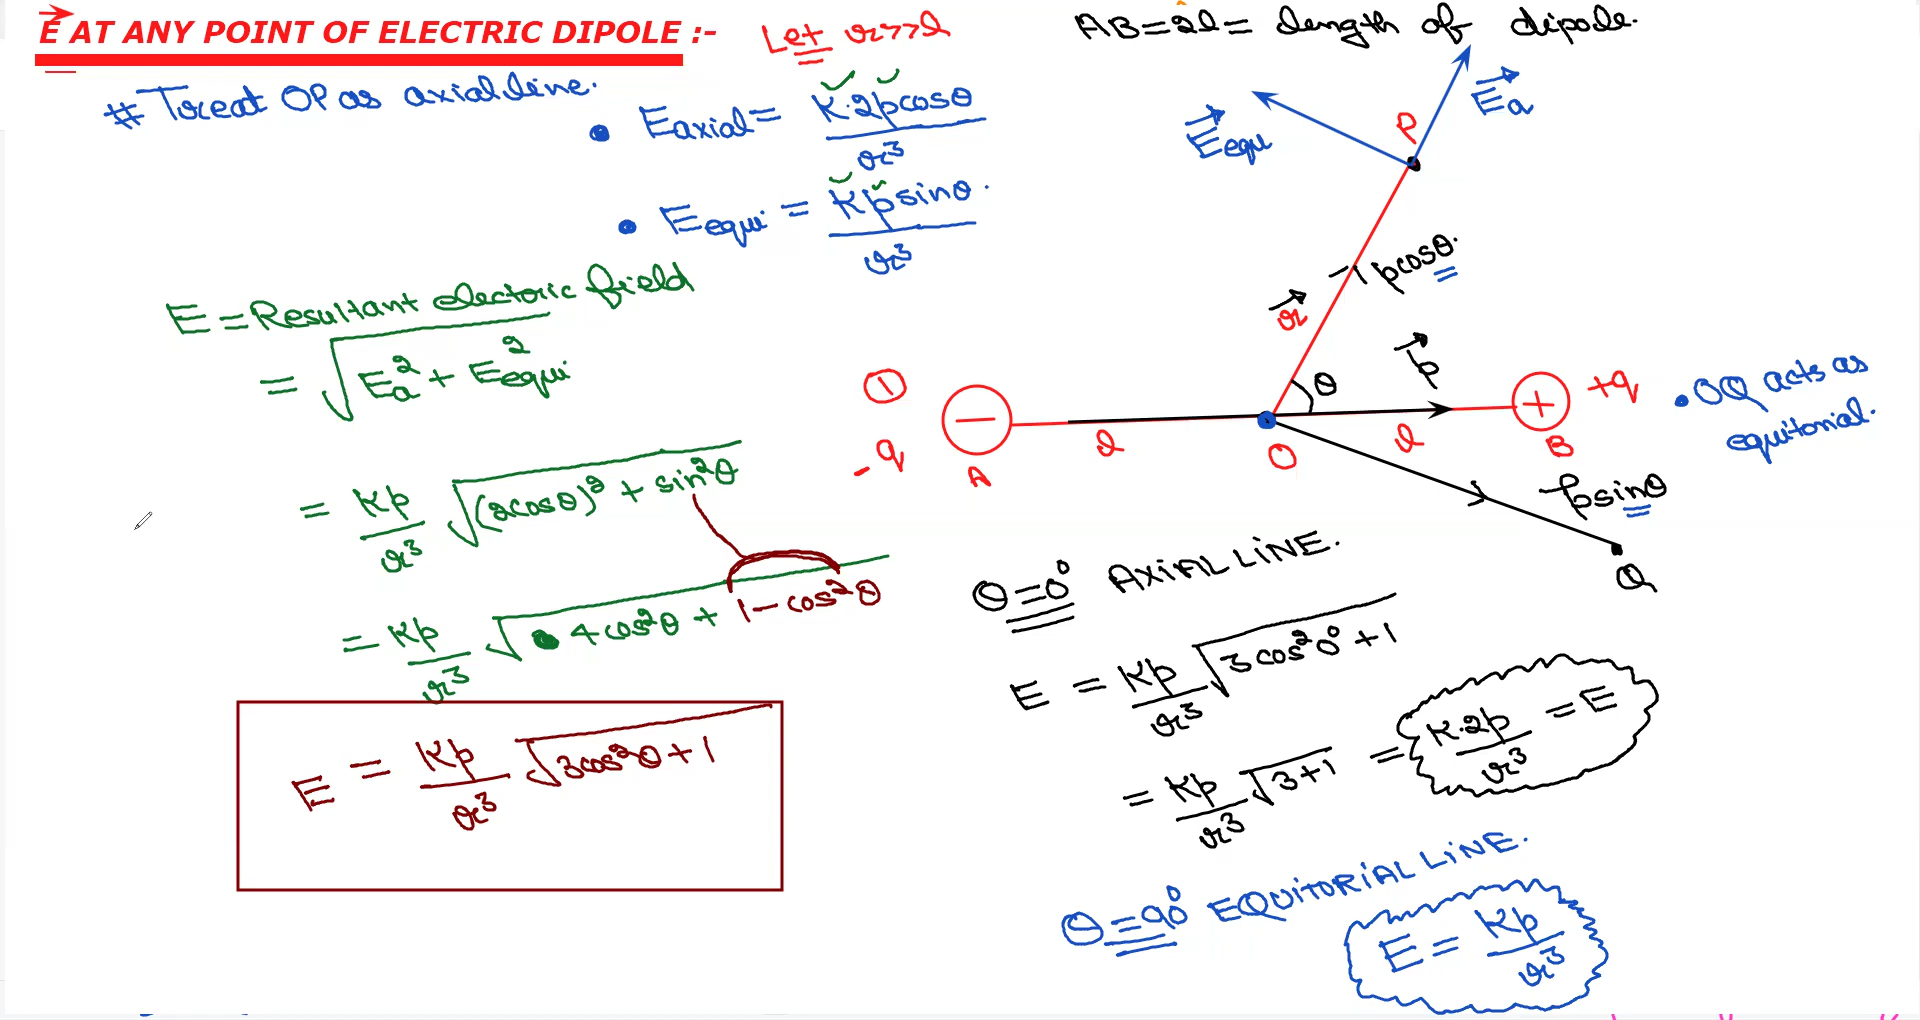 E AT ANY POINT OF ELECTRIC DIPOLE :-
Let r>>l
AB=2l= length of dipole.
# Treat OP as axial line.
• Eaxial = K·2pcosθ / r³
• Eequi = Kpsinθ / r³
E = Resultant electric field
= √(Ea² + Eequi²)
= Kp/r³ √((2cosθ)² + sin²θ)
= Kp/r³ √(4cos²θ + 1-cos²θ)
E = Kp/r³ √(3cos²θ+1)
Eequ
Ea
P
pcosθ.
r
p
θ
1
-q
A
l
O
l
B
+q
• OQ acts as
equitorial.
psinθ
Q
θ=0° AXIAL LINE.
E = Kp/r³ √(3cos²0°+1)
= Kp/r³ √(3+1) = K·2p/r³ = E
θ=90° EQUITORIAL LINE.
E = Kp/r³